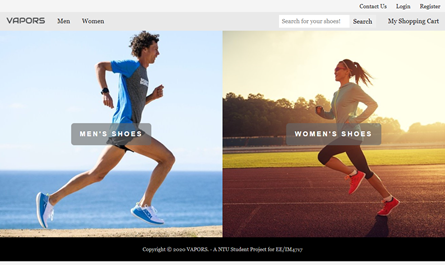 Contact Us Login Register
VAPORS Men Women Search for your shoes! Search My Shopping Cart
MEN'S SHOES WOMEN'S SHOES
Copyright © 2020 VAPORS. - A NTU Student Project for EE/IM4717